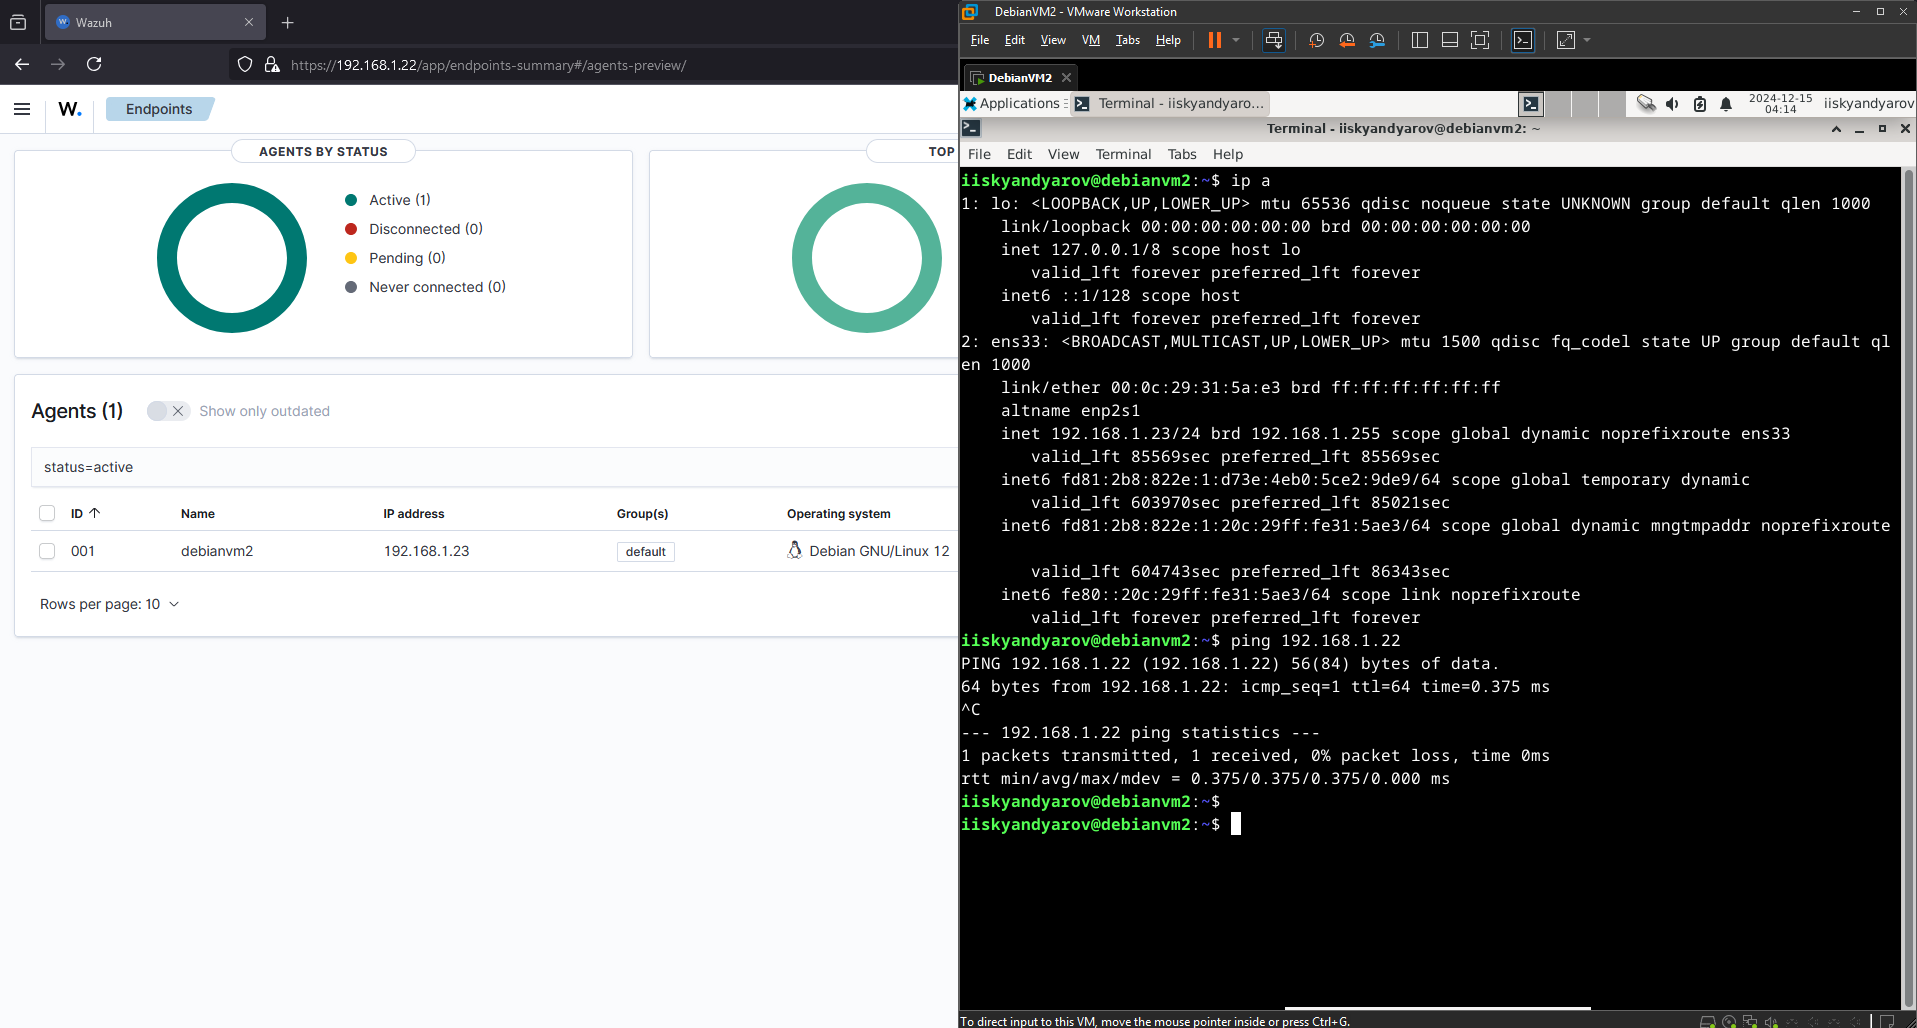 Wazuh
https://192.168.1.22/app/endpoints-summary#/agents-preview/
W.
Endpoints
AGENTS BY STATUS
Active (1)
Disconnected (0)
Pending (0)
Never connected (0)
TOP
Agents (1)
Show only outdated
status=active
ID Name IP address Group(s) Operating system
001 debianvm2 192.168.1.23 default Debian GNU/Linux 12
Rows per page: 10
DebianVM2 - VMware Workstation
File Edit View VM Tabs Help
DebianVM2
Applications Terminal - iiskyandyaro... 2024-12-15 iiskyandyarov
04:14
Terminal - iiskyandyarov@debianvm2: ~
File Edit View Terminal Tabs Help
iiskyandyarov@debianvm2:~$ ip a
1: lo: <LOOPBACK,UP,LOWER_UP> mtu 65536 qdisc noqueue state UNKNOWN group default qlen 1000
link/loopback 00:00:00:00:00:00 brd 00:00:00:00:00:00
inet 127.0.0.1/8 scope host lo
valid_lft forever preferred_lft forever
inet6 ::1/128 scope host
valid_lft forever preferred_lft forever
2: ens33: <BROADCAST,MULTICAST,UP,LOWER_UP> mtu 1500 qdisc fq_codel state UP group default ql
en 1000
link/ether 00:0c:29:31:5a:e3 brd ff:ff:ff:ff:ff:ff
altname enp2s1
inet 192.168.1.23/24 brd 192.168.1.255 scope global dynamic noprefixroute ens33
valid_lft 85569sec preferred_lft 85569sec
inet6 fd81:2b8:822e:1:d73e:4eb0:5ce2:9de9/64 scope global temporary dynamic
valid_lft 603970sec preferred_lft 85021sec
inet6 fd81:2b8:822e:1:20c:29ff:fe31:5ae3/64 scope global dynamic mngtmpaddr noprefixroute
valid_lft 604743sec preferred_lft 86343sec
inet6 fe80::20c:29ff:fe31:5ae3/64 scope link noprefixroute
valid_lft forever preferred_lft forever
iiskyandyarov@debianvm2:~$ ping 192.168.1.22
PING 192.168.1.22 (192.168.1.22) 56(84) bytes of data.
64 bytes from 192.168.1.22: icmp_seq=1 ttl=64 time=0.375 ms
^C
--- 192.168.1.22 ping statistics ---
1 packets transmitted, 1 received, 0% packet loss, time 0ms
rtt min/avg/max/mdev = 0.375/0.375/0.375/0.000 ms
iiskyandyarov@debianvm2:~$
iiskyandyarov@debianvm2:~$
To direct input to this VM, move the mouse pointer inside or press Ctrl+G.